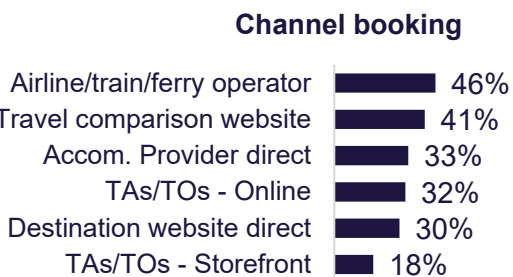 Channel booking
Airline/train/ferry operator 46%
Travel comparison website 41%
Accom. Provider direct 33%
TAs/TOs - Online 32%
Destination website direct 30%
TAs/TOs - Storefront 18%